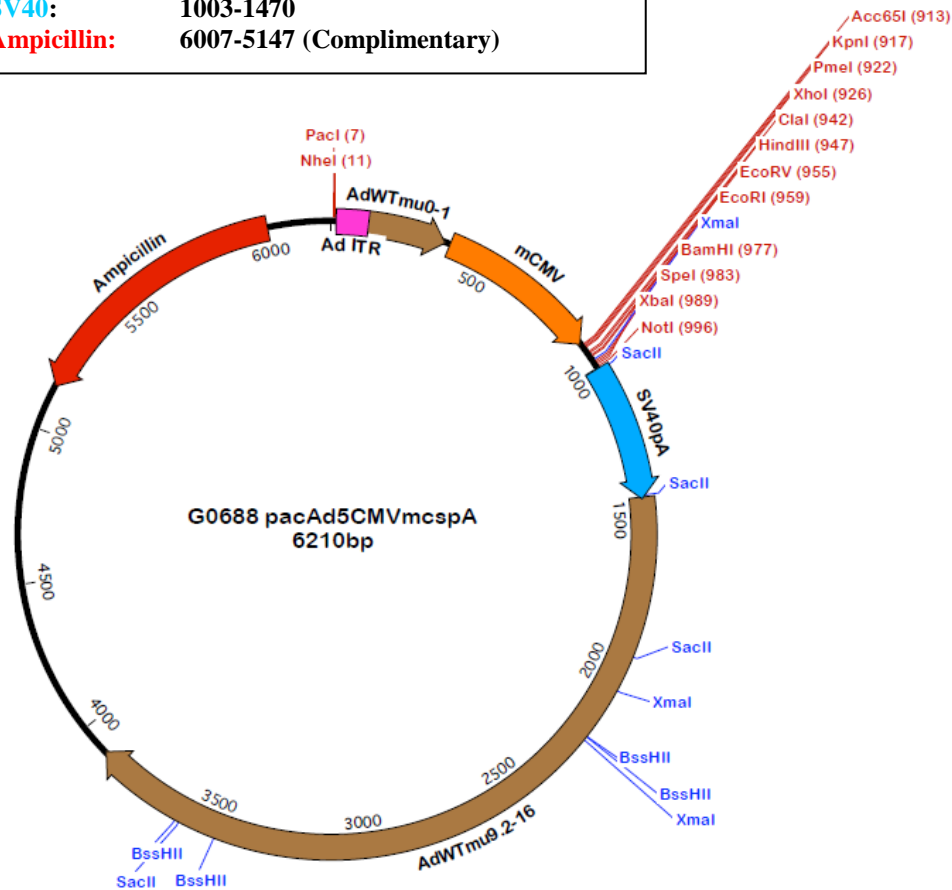 SV40: 1003-1470
Ampicillin: 6007-5147 (Complimentary)
Acc65I (913)
KpnI (917)
PmeI (922)
XhoI (926)
ClaI (942)
HindIII (947)
EcoRV (955)
EcoRI (959)
XmaI
BamHI (977)
SpeI (983)
XbaI (989)
NotI (996)
SacII
PacI (7)
NheI (11)
AdWTmu0-1
Ad ITR
mCMV
500
1000
SV40pA
SacII
1500
Ampicillin
6000
5500
5000
G0688 pacAd5CMVmcspA
6210bp
4500
4000
2000
SacII
XmaI
BssHII
BssHII
XmaI
2500
AdWTmu9.2-16
3000
3500
BssHII
SacII
BssHII